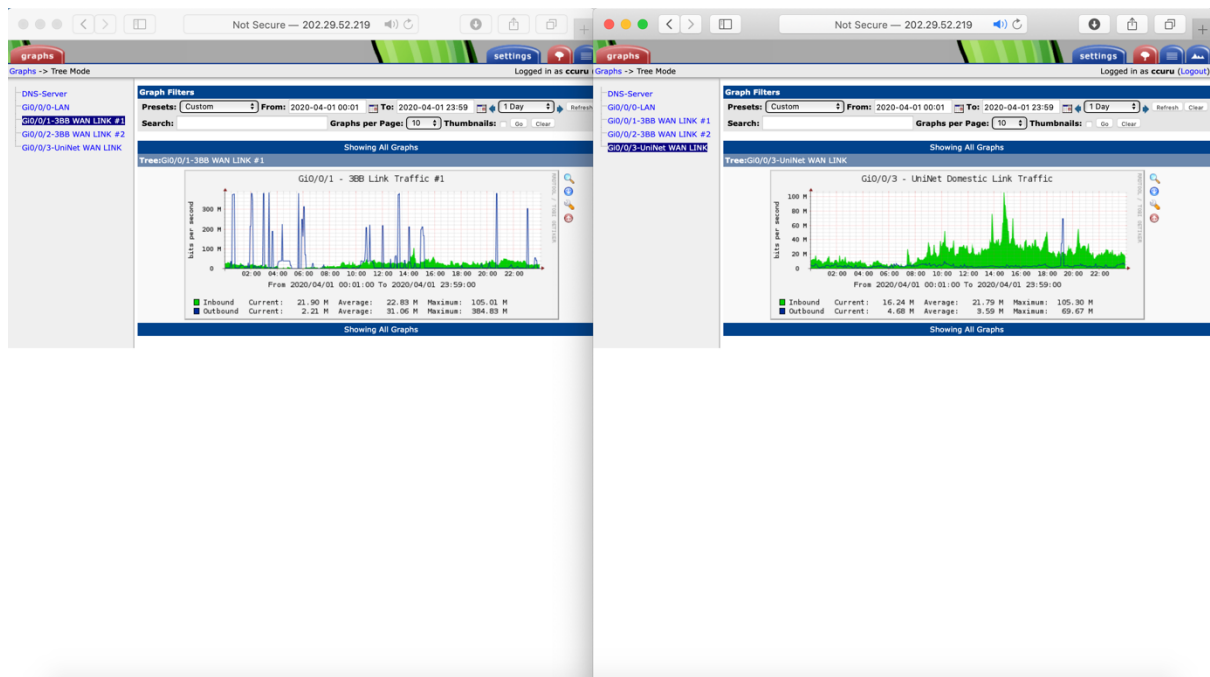 Not Secure — 202.29.52.219
graphs
settings
Graphs -> Tree Mode
Logged in as ccuru
DNS-Server
Gi0/0/0-LAN
Gi0/0/1-3BB WAN LINK #1
Gi0/0/2-3BB WAN LINK #2
Gi0/0/3-UniNet WAN LINK
Graph Filters
Presets: Custom From: 2020-04-01 00:01 To: 2020-04-01 23:59 1 Day Refresh
Search: Graphs per Page: 10 Thumbnails: Go Clear
Showing All Graphs
Tree:Gi0/0/1-3BB WAN LINK #1
Gi0/0/1 - 3BB Link Traffic #1
bits per second
300 M
200 M
100 M
0
02:00 04:00 06:00 08:00 10:00 12:00 14:00 16:00 18:00 20:00 22:00
From 2020/04/01 00:01:00 To 2020/04/01 23:59:00
Inbound Current: 21.90 M Average: 22.83 M Maximum: 105.01 M
Outbound Current: 2.21 M Average: 31.06 M Maximum: 384.83 M
Showing All Graphs
Not Secure — 202.29.52.219
graphs
settings
Graphs -> Tree Mode
Logged in as ccuru (Logout)
DNS-Server
Gi0/0/0-LAN
Gi0/0/1-3BB WAN LINK #1
Gi0/0/2-3BB WAN LINK #2
Gi0/0/3-UniNet WAN LINK
Graph Filters
Presets: Custom From: 2020-04-01 00:01 To: 2020-04-01 23:59 1 Day Refresh Clear
Search: Graphs per Page: 10 Thumbnails: Go Clear
Showing All Graphs
Tree:Gi0/0/3-UniNet WAN LINK
Gi0/0/3 - UniNet Domestic Link Traffic
RRDTOOL / TOBI OETIKER
bits per second
100 M
80 M
60 M
40 M
20 M
0
02:00 04:00 06:00 08:00 10:00 12:00 14:00 16:00 18:00 20:00 22:00
From 2020/04/01 00:01:00 To 2020/04/01 23:59:00
Inbound Current: 16.24 M Average: 21.79 M Maximum: 105.30 M
Outbound Current: 4.68 M Average: 3.59 M Maximum: 69.67 M
Showing All Graphs